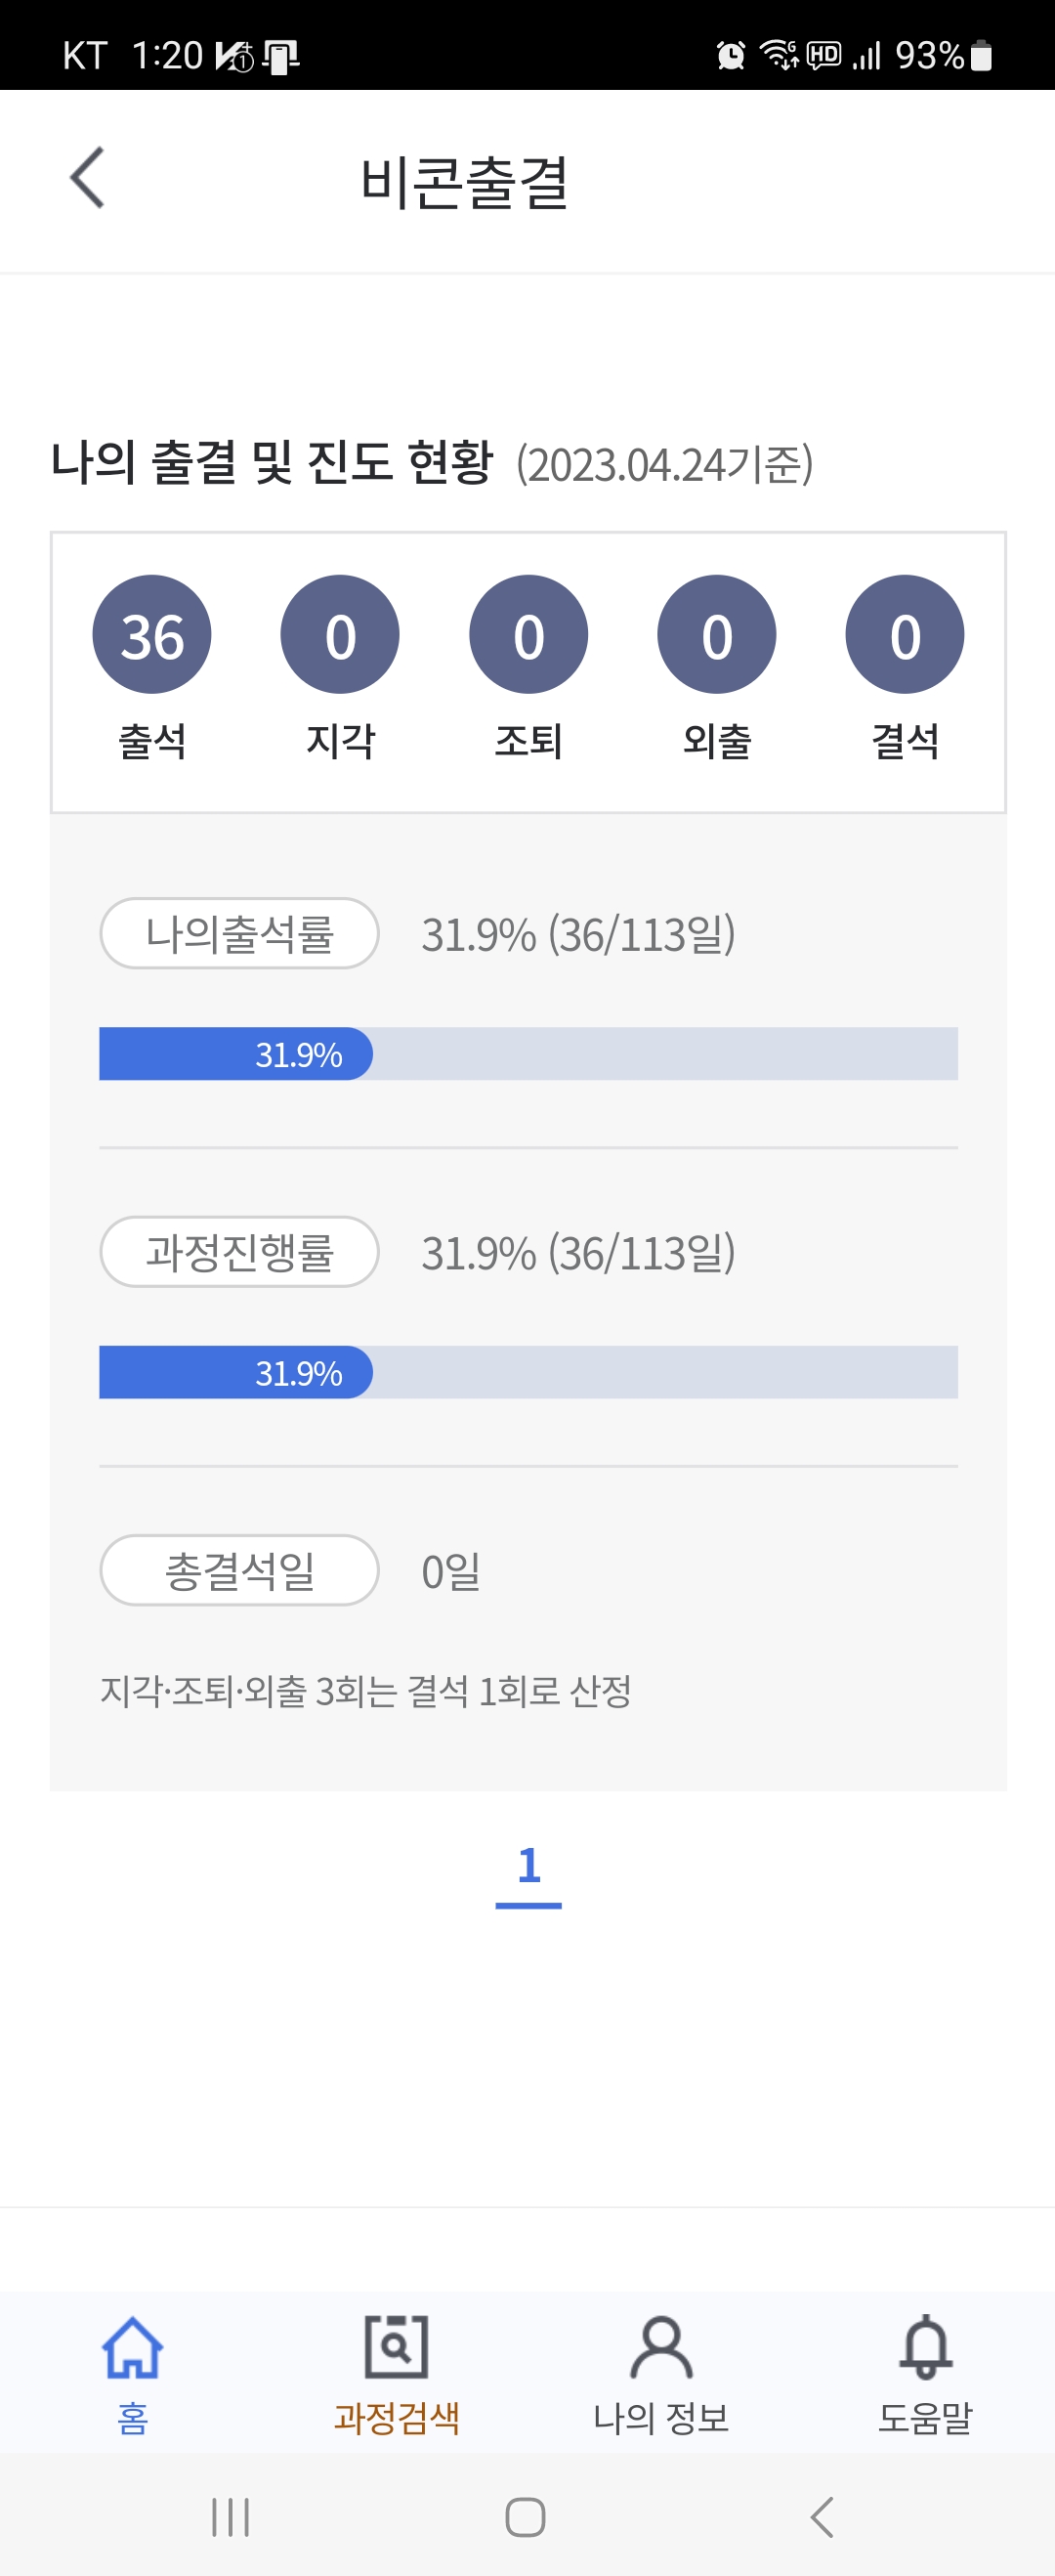 KT 1:20
HD 93%
비콘출결
나의 출결 및 진도 현황 (2023.04.24기준)
36 0 0 0 0
출석 지각 조퇴 외출 결석
나의출석률 31.9% (36/113일)
31.9%
과정진행률 31.9% (36/113일)
31.9%
총결석일 0일
지각·조퇴·외출 3회는 결석 1회로 산정
1
홈 과정검색 나의 정보 도움말